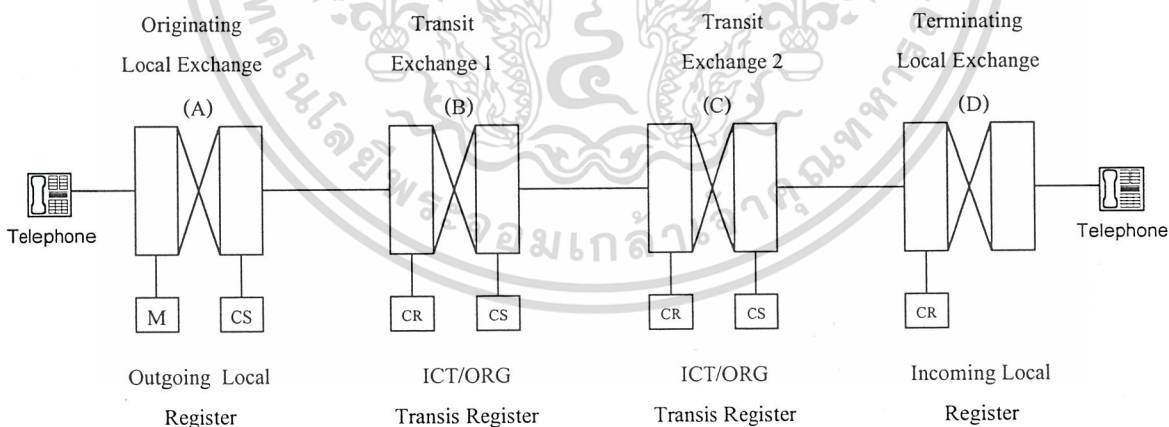 Originating
Local Exchange
(A)
Transit
Exchange 1
(B)
Transit
Exchange 2
(C)
Terminating
Local Exchange
(D)
Telephone
Telephone
M
CS
CR
CS
CR
CS
CR
Outgoing Local
Register
ICT/ORG
Transis Register
ICT/ORG
Transis Register
Incoming Local
Register